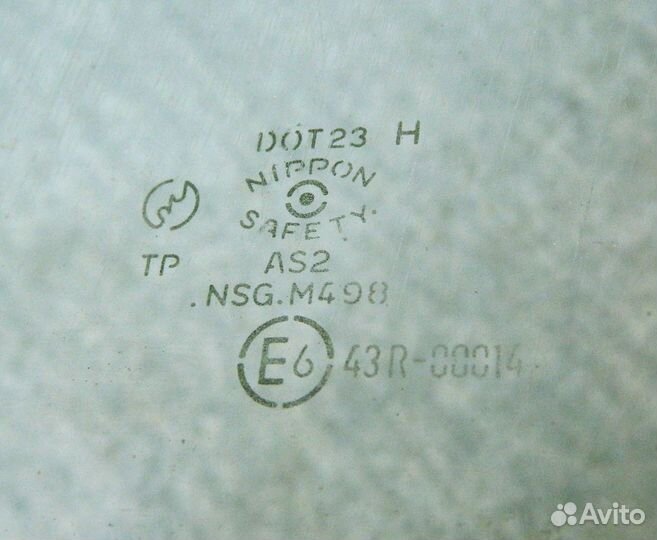 DOT23 H
NIPPON
SAFETY.
TP AS2
.NSG.M498
E6 43R-00014
Avito